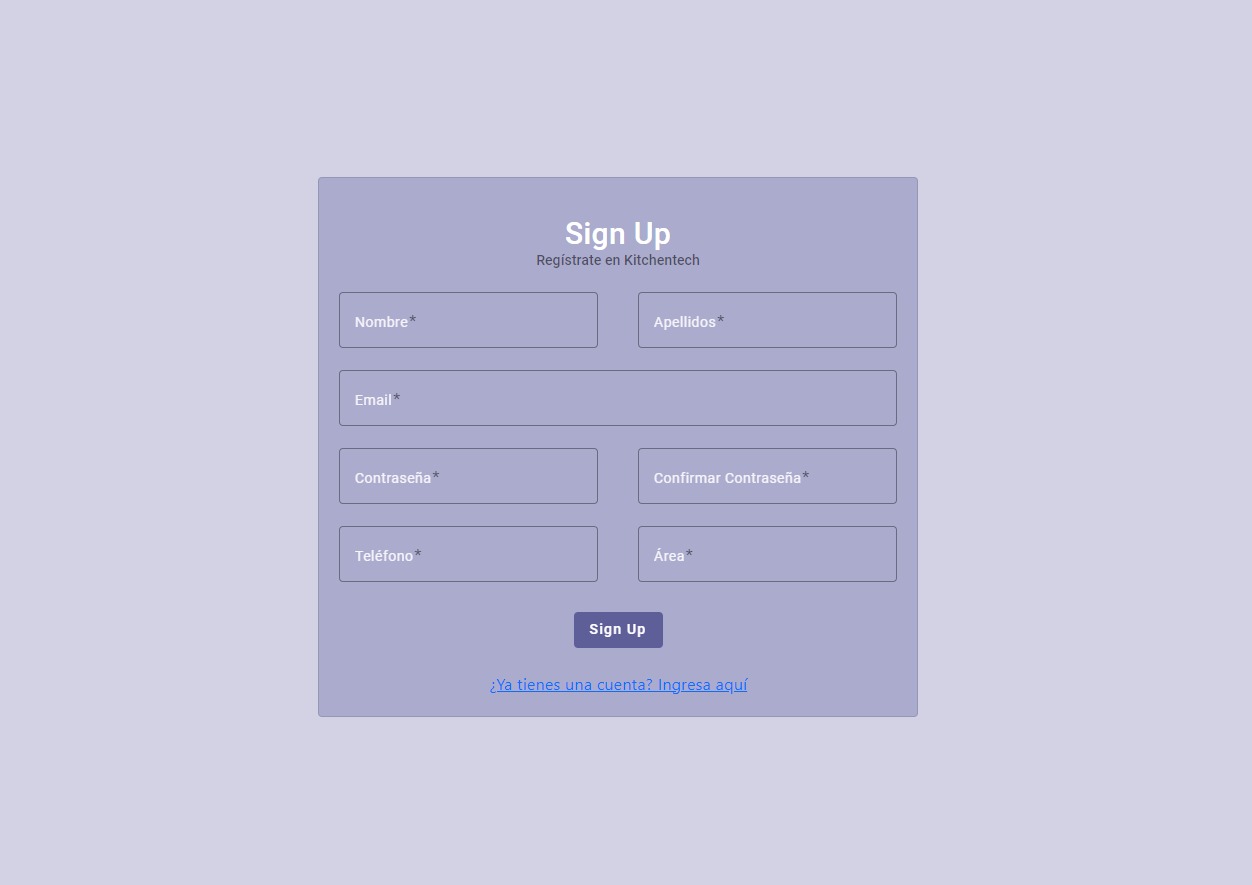 Sign Up
Regístrate en Kitchentech
Nombre*
Apellidos*
Email*
Contraseña*
Confirmar Contraseña*
Teléfono*
Área*
Sign Up
¿Ya tienes una cuenta? Ingresa aquí